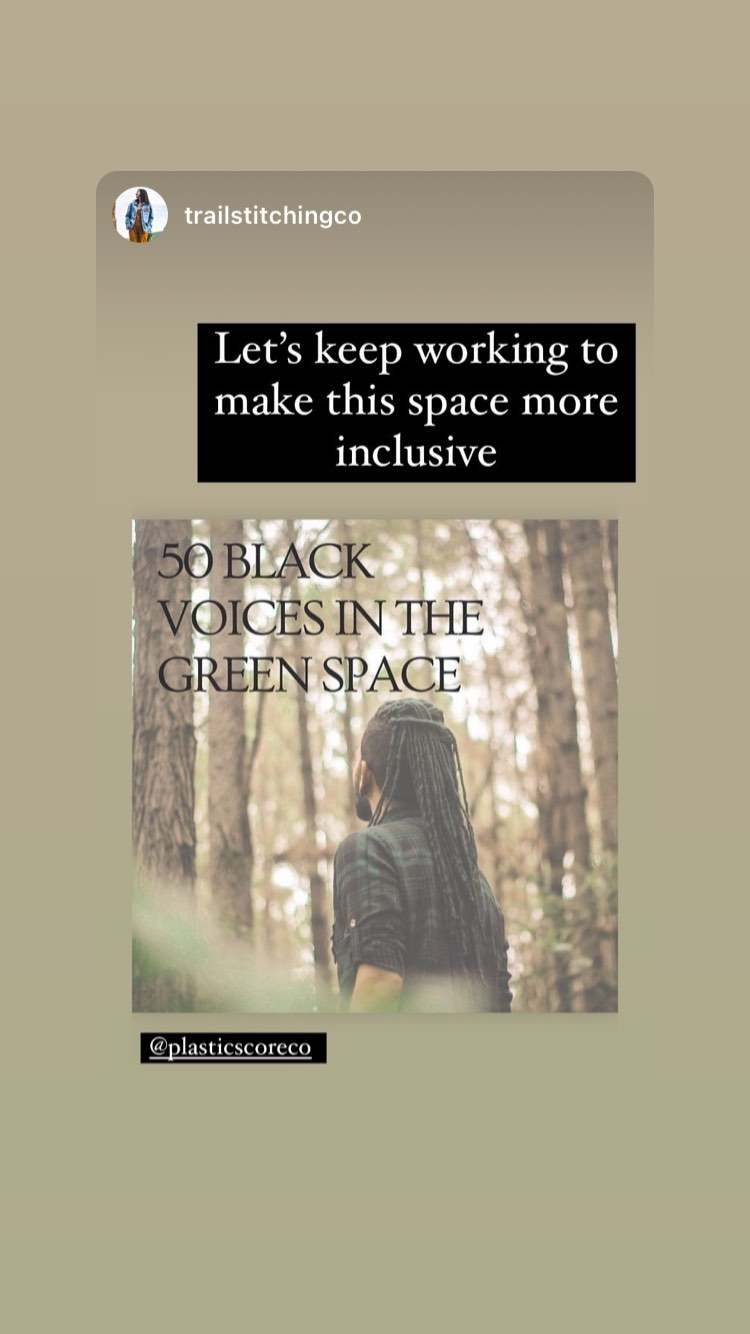 trailstitchingco
Let’s keep working to
make this space more
inclusive
50 BLACK
VOICES IN THE
GREEN SPACE
@plasticscoreco